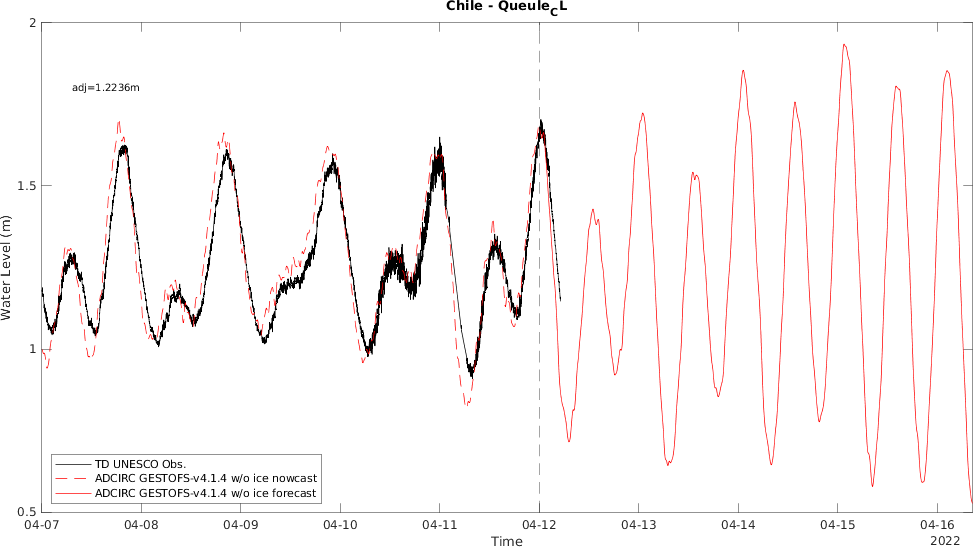 Chile - Queule_CL
2
adj=1.2236m
1.5
Water Level (m)
1
TD UNESCO Obs.
ADCIRC GESTOFS-v4.1.4 w/o ice nowcast
ADCIRC GESTOFS-v4.1.4 w/o ice forecast
0.5
04-07 04-08 04-09 04-10 04-11 04-12 04-13 04-14 04-15 04-16
Time
2022